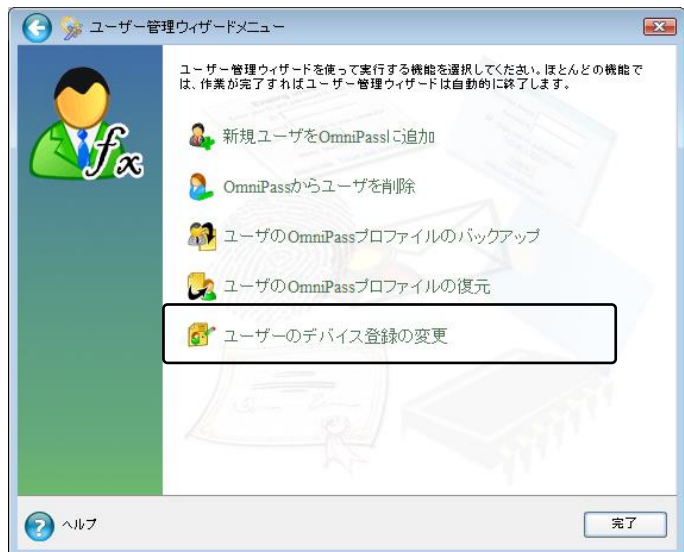 ユーザー管理ウィザードメニュー
ユーザー管理ウィザードを使って実行する機能を選択してください。ほとんどの機能で
は、作業が完了すればユーザー管理ウィザードは自動的に終了します。
fx
新規ユーザをOmniPassに追加
OmniPassからユーザを削除
ユーザのOmniPassプロファイルのバックアップ
ユーザのOmniPassプロファイルの復元
ユーザーのデバイス登録の変更
? ヘルプ
完了